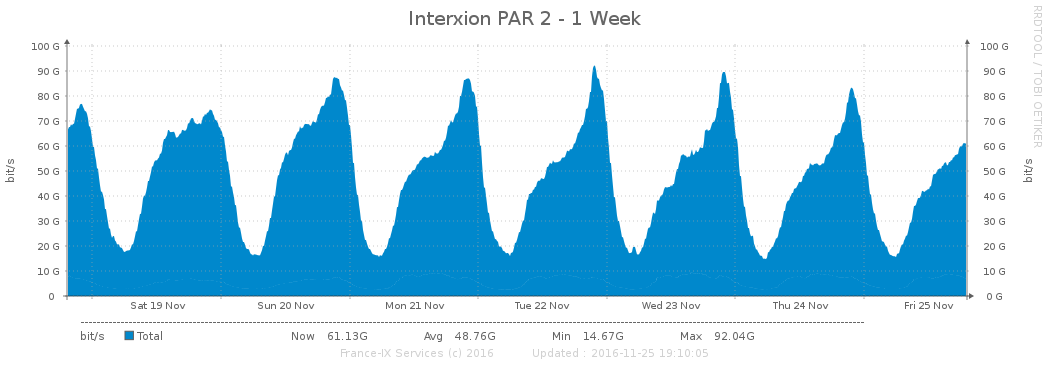 Interxion PAR 2 - 1 Week
RRDTOOL / TOBI OETIKER
bit/s
100 G 100 G
90 G 90 G
80 G 80 G
70 G 70 G
60 G 60 G
50 G 50 G
40 G 40 G
30 G 30 G
20 G 20 G
10 G 10 G
0 0 G
bit/s
Sat 19 Nov Sun 20 Nov Mon 21 Nov Tue 22 Nov Wed 23 Nov Thu 24 Nov Fri 25 Nov
bit/s Total Now 61.13G Avg 48.76G Min 14.67G Max 92.04G
France-IX Services (c) 2016 Updated : 2016-11-25 19:10:05